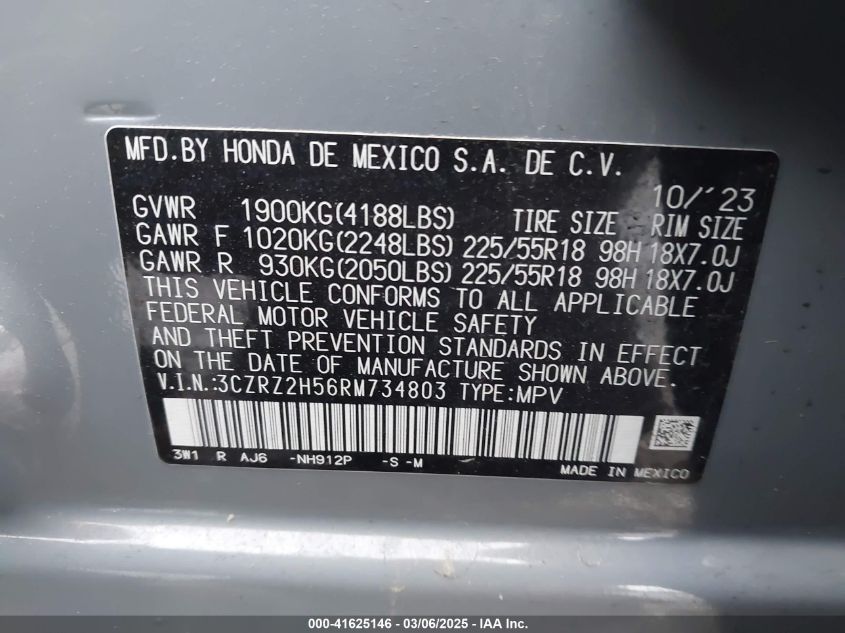 MFD.BY HONDA DE MEXICO S.A. DE C.V.
10/'23
GVWR 1900KG(4188LBS) TIRE SIZE RIM SIZE
GAWR F 1020KG(2248LBS) 225/55R18 98H 18X7.0J
GAWR R 930KG(2050LBS) 225/55R18 98H 18X7.0J
THIS VEHICLE CONFORMS TO ALL APPLICABLE
FEDERAL MOTOR VEHICLE SAFETY
AND THEFT PREVENTION STANDARDS IN EFFECT
ON THE DATE OF MANUFACTURE SHOWN ABOVE.
V.I.N.:3CZRZ2H56RM734803 TYPE:MPV
3W1 R AJ6 -NH912P -S -M
MADE IN MEXICO
000-41625146 - 03/06/2025 - IAA Inc.